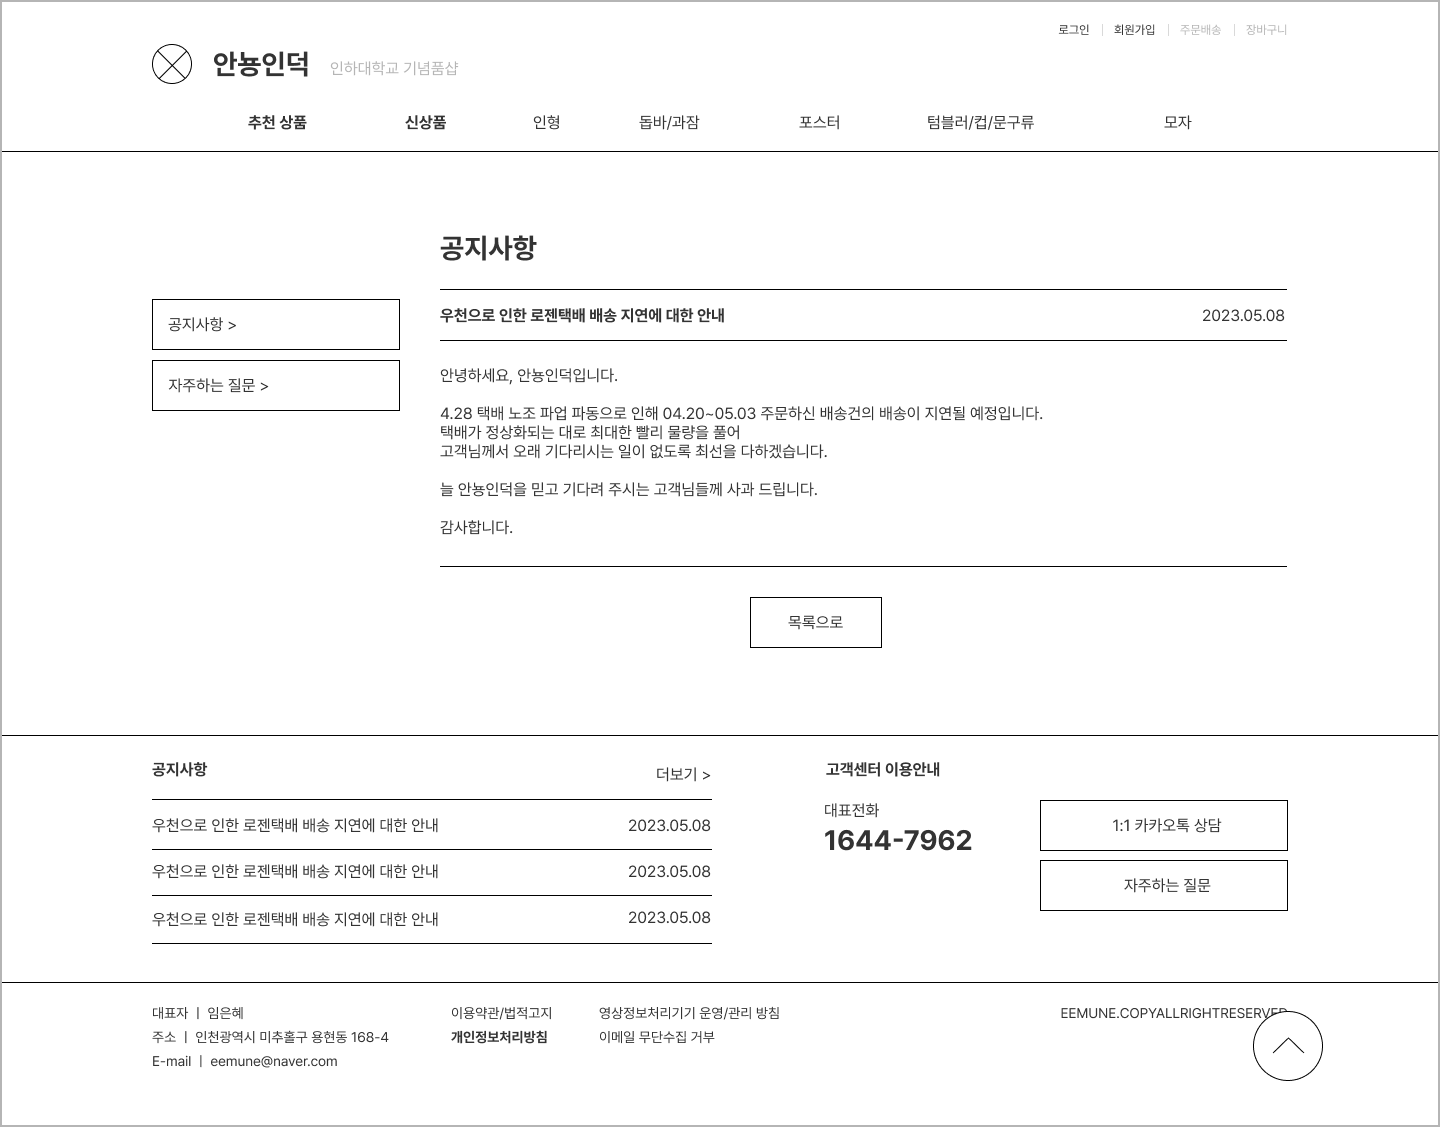 로그인 | 회원가입 | 주문배송 | 장바구니
안뇽인덕 인하대학교 기념품샵
추천 상품 신상품 인형 돕바/과잠 포스터 텀블러/컵/문구류 모자
공지사항
공지사항 >
자주하는 질문 >
우천으로 인한 로젠택배 배송 지연에 대한 안내 2023.05.08
안녕하세요, 안뇽인덕입니다.
4.28 택배 노조 파업 파동으로 인해 04.20~05.03 주문하신 배송건의 배송이 지연될 예정입니다.
택배가 정상화되는 대로 최대한 빨리 물량을 풀어
고객님께서 오래 기다리시는 일이 없도록 최선을 다하겠습니다.
늘 안뇽인덕을 믿고 기다려 주시는 고객님들께 사과 드립니다.
감사합니다.
목록으로
공지사항
더보기 >
우천으로 인한 로젠택배 배송 지연에 대한 안내 2023.05.08
우천으로 인한 로젠택배 배송 지연에 대한 안내 2023.05.08
우천으로 인한 로젠택배 배송 지연에 대한 안내 2023.05.08
고객센터 이용안내
대표전화
1644-7962
1:1 카카오톡 상담
자주하는 질문
대표자 | 임은혜
주소 | 인천광역시 미추홀구 용현동 168-4
E-mail | eemune@naver.com
이용약관/법적고지
개인정보처리방침
영상정보처리기기 운영/관리 방침
이메일 무단수집 거부
EEMUNE.COPYALLRIGHTRESERVED